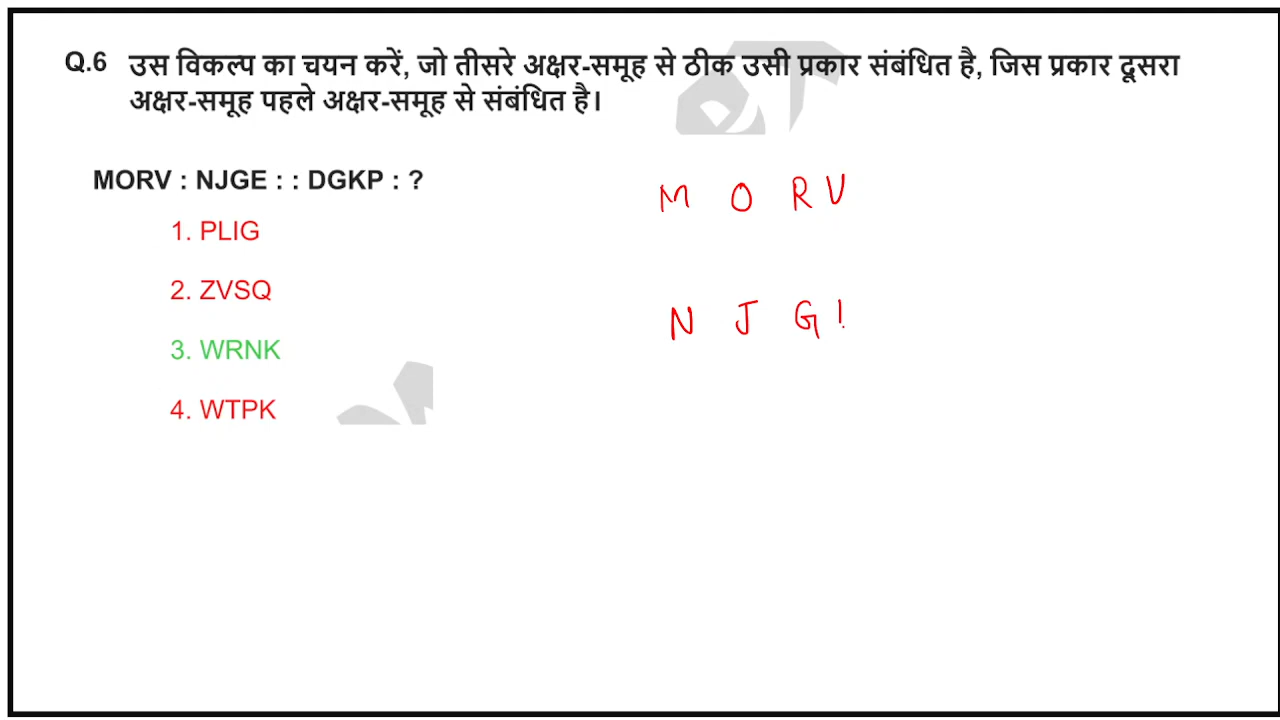 Q.6 उस विकल्प का चयन करें, जो तीसरे अक्षर-समूह से ठीक उसी प्रकार संबंधित है, जिस प्रकार दूसरा
अक्षर-समूह पहले अक्षर-समूह से संबंधित है।
MORV : NJGE : : DGKP : ?
1. PLIG
2. ZVSQ
3. WRNK
4. WTPK
M O R V
N J G